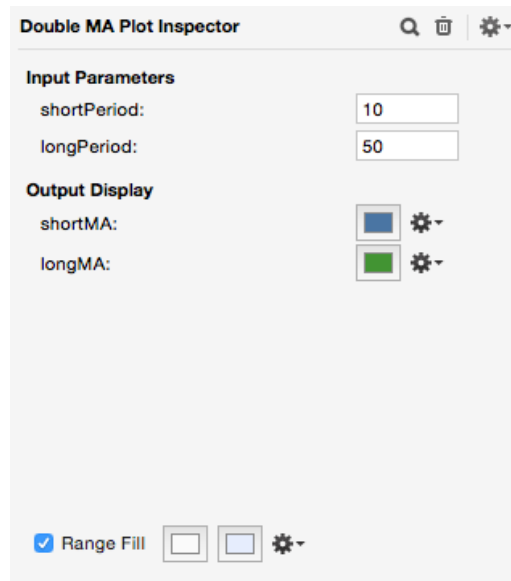 Double MA Plot Inspector
Input Parameters
shortPeriod: 10
longPeriod: 50
Output Display
shortMA:
longMA:
Range Fill